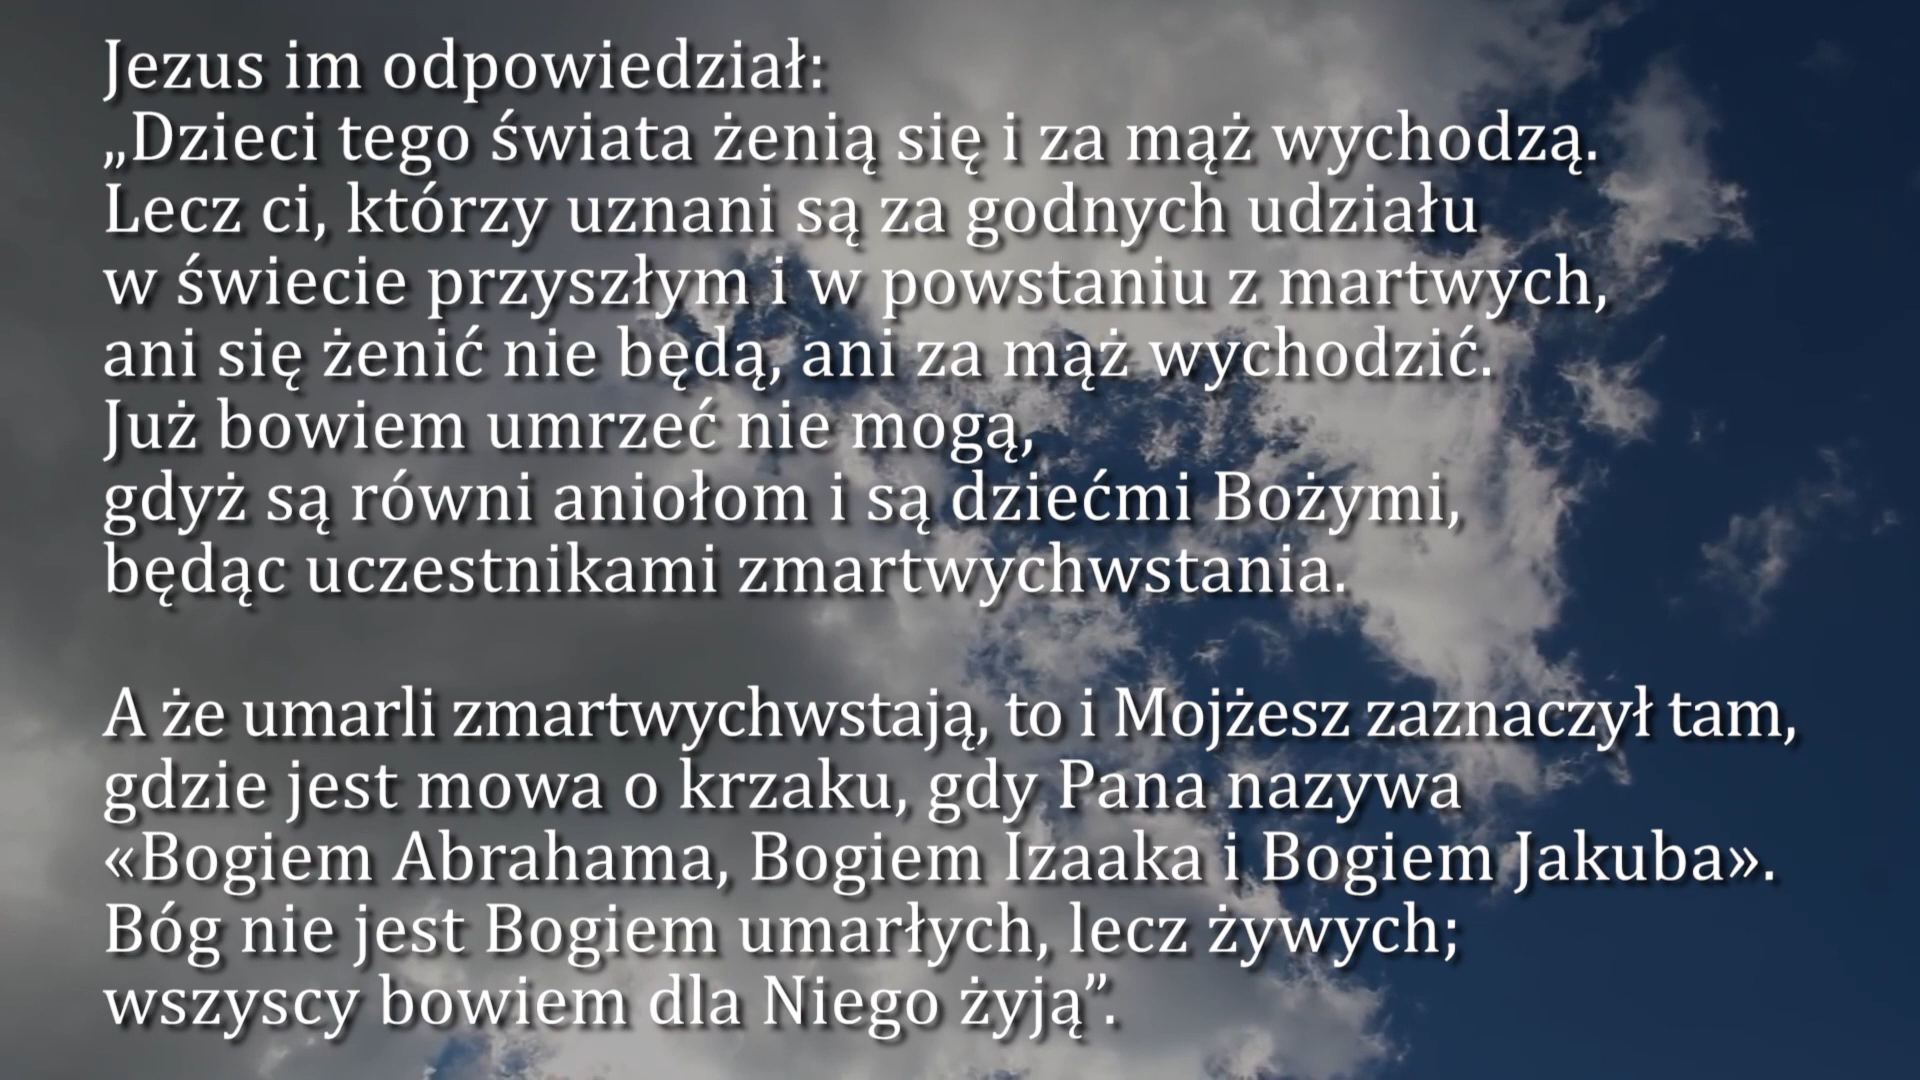 Jezus im odpowiedział:
„Dzieci tego świata żenią się i za mąż wychodzą.
Lecz ci, którzy uznani są za godnych udziału
w świecie przyszłym i w powstaniu z martwych,
ani się żenić nie będą, ani za mąż wychodzić.
Już bowiem umrzeć nie mogą,
gdyż są równi aniołom i są dziećmi Bożymi,
będąc uczestnikami zmartwychwstania.
A że umarli zmartwychwstają, to i Mojżesz zaznaczył tam,
gdzie jest mowa o krzaku, gdy Pana nazywa
«Bogiem Abrahama, Bogiem Izaaka i Bogiem Jakuba».
Bóg nie jest Bogiem umarłych, lecz żywych;
wszyscy bowiem dla Niego żyją”.